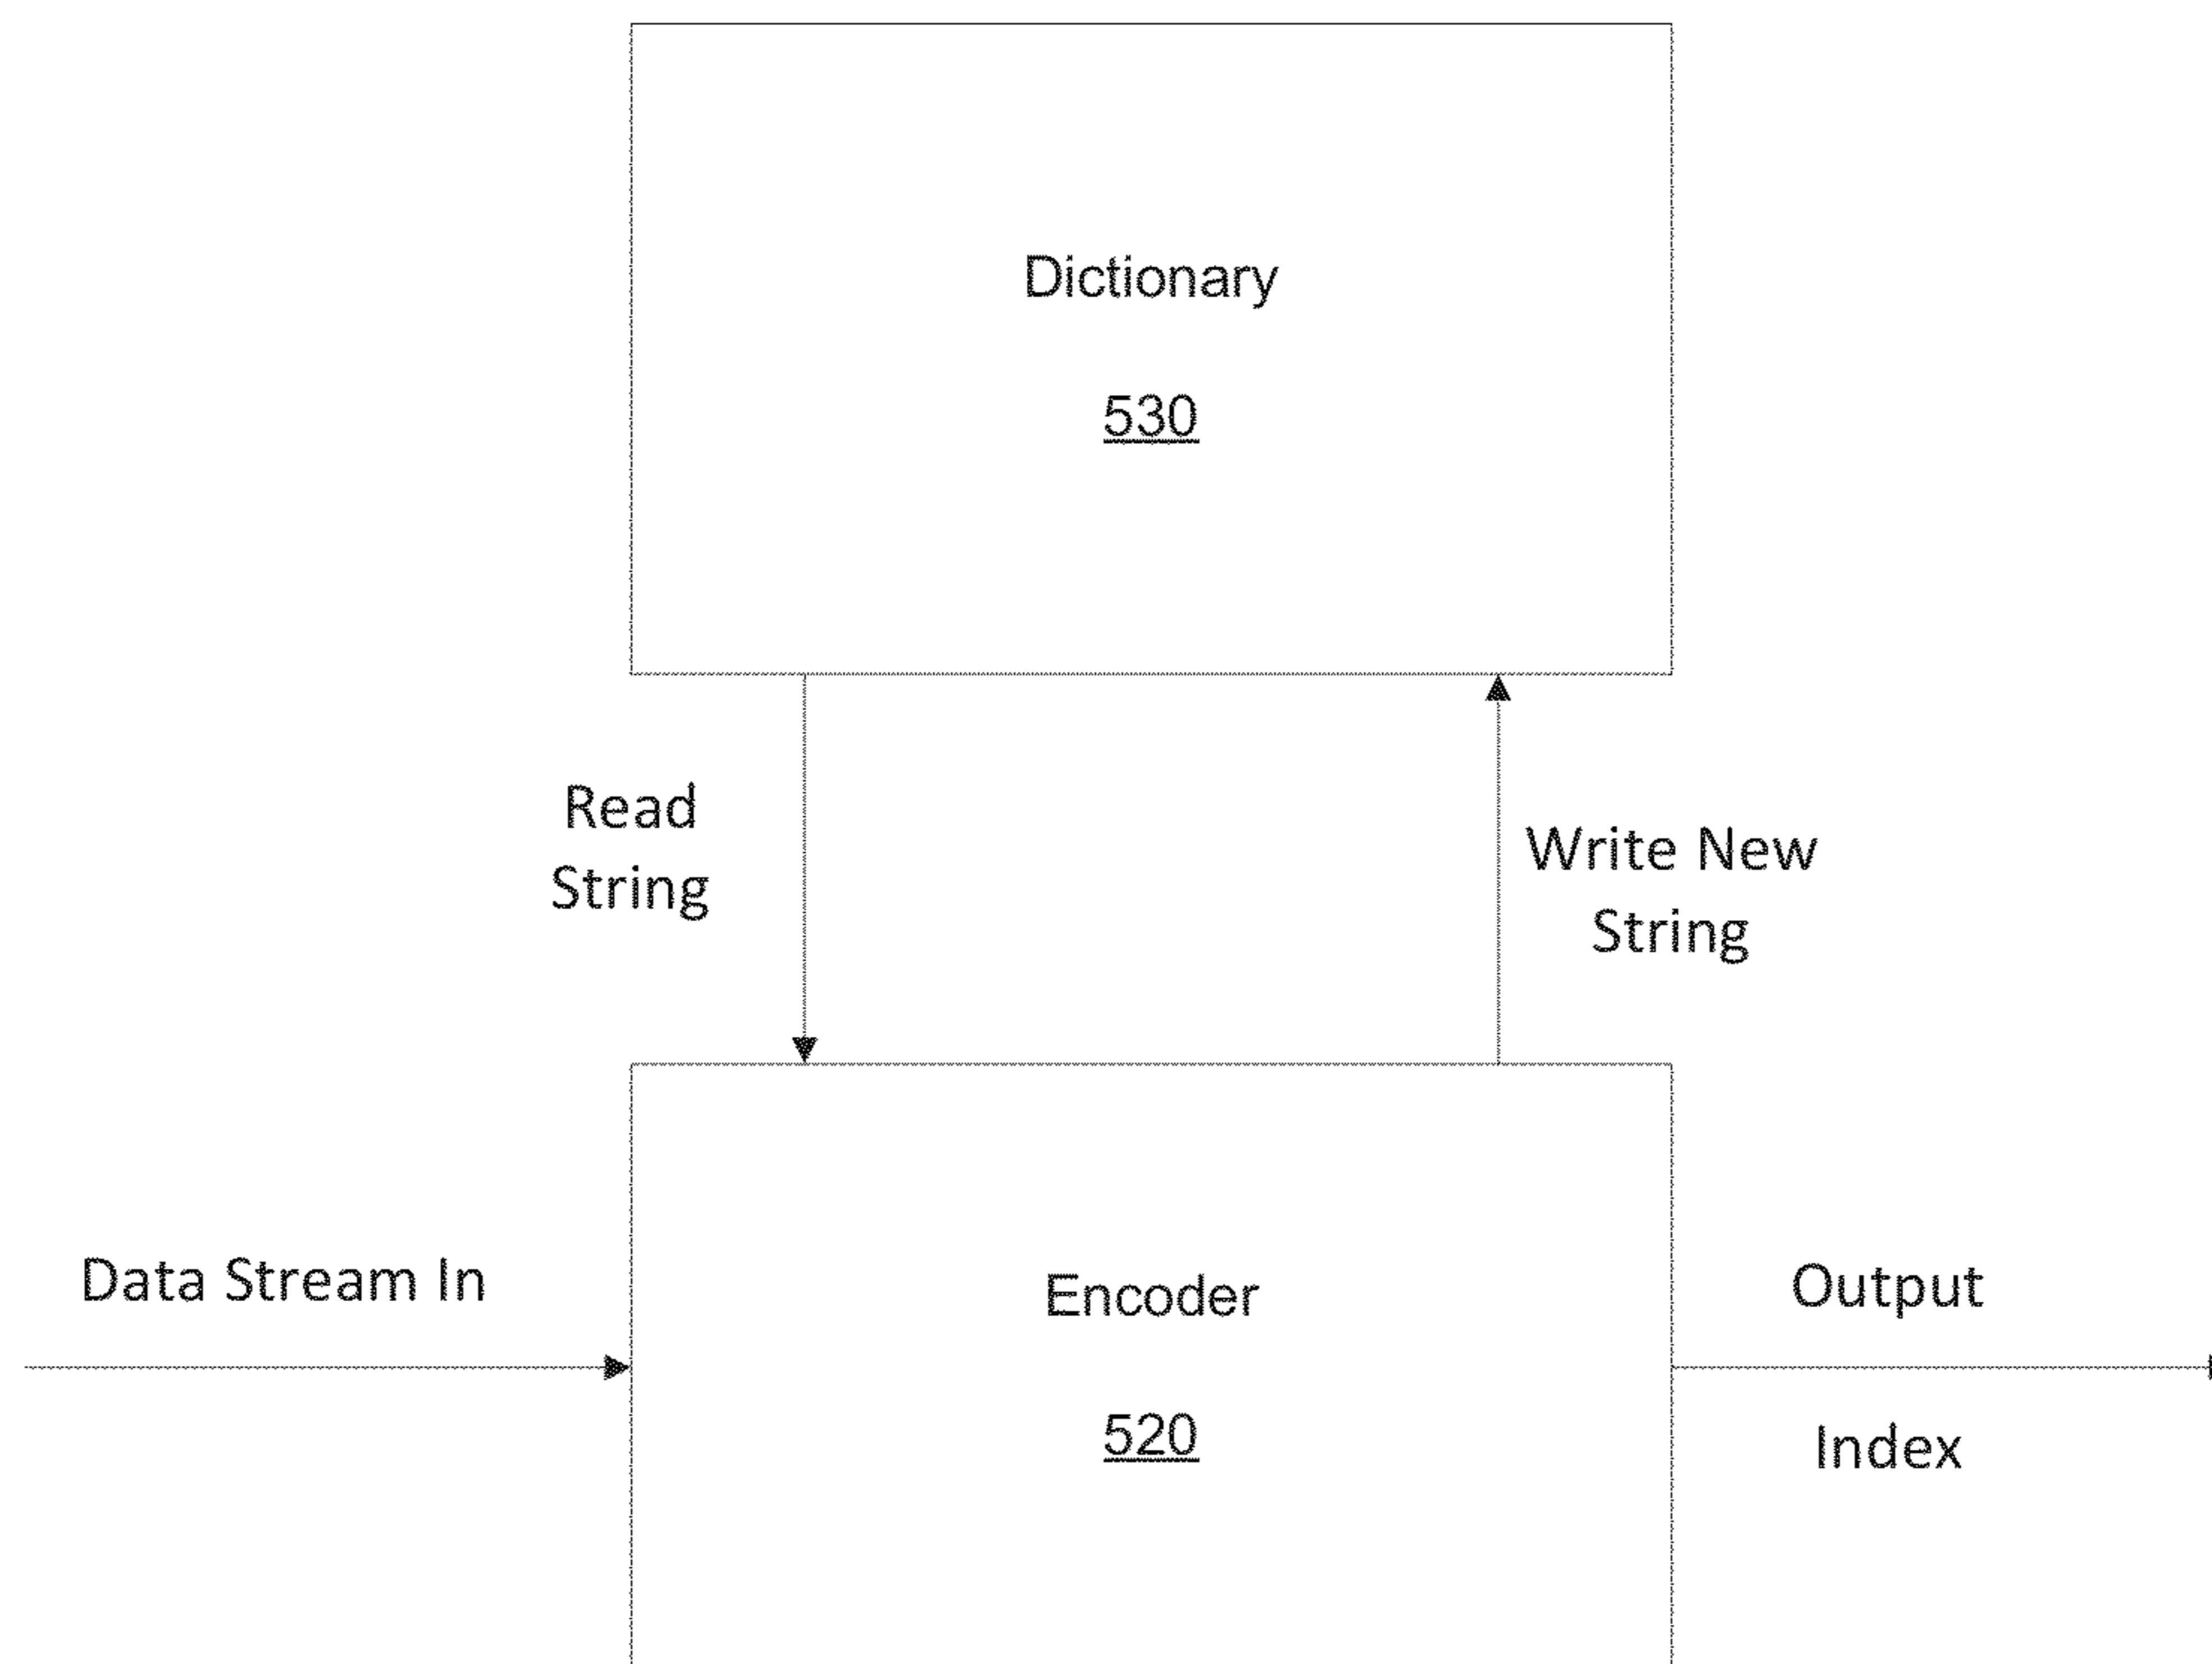 Dictionary
530
Read
String
Write New
String
Data Stream In
Encoder
520
Output
Index